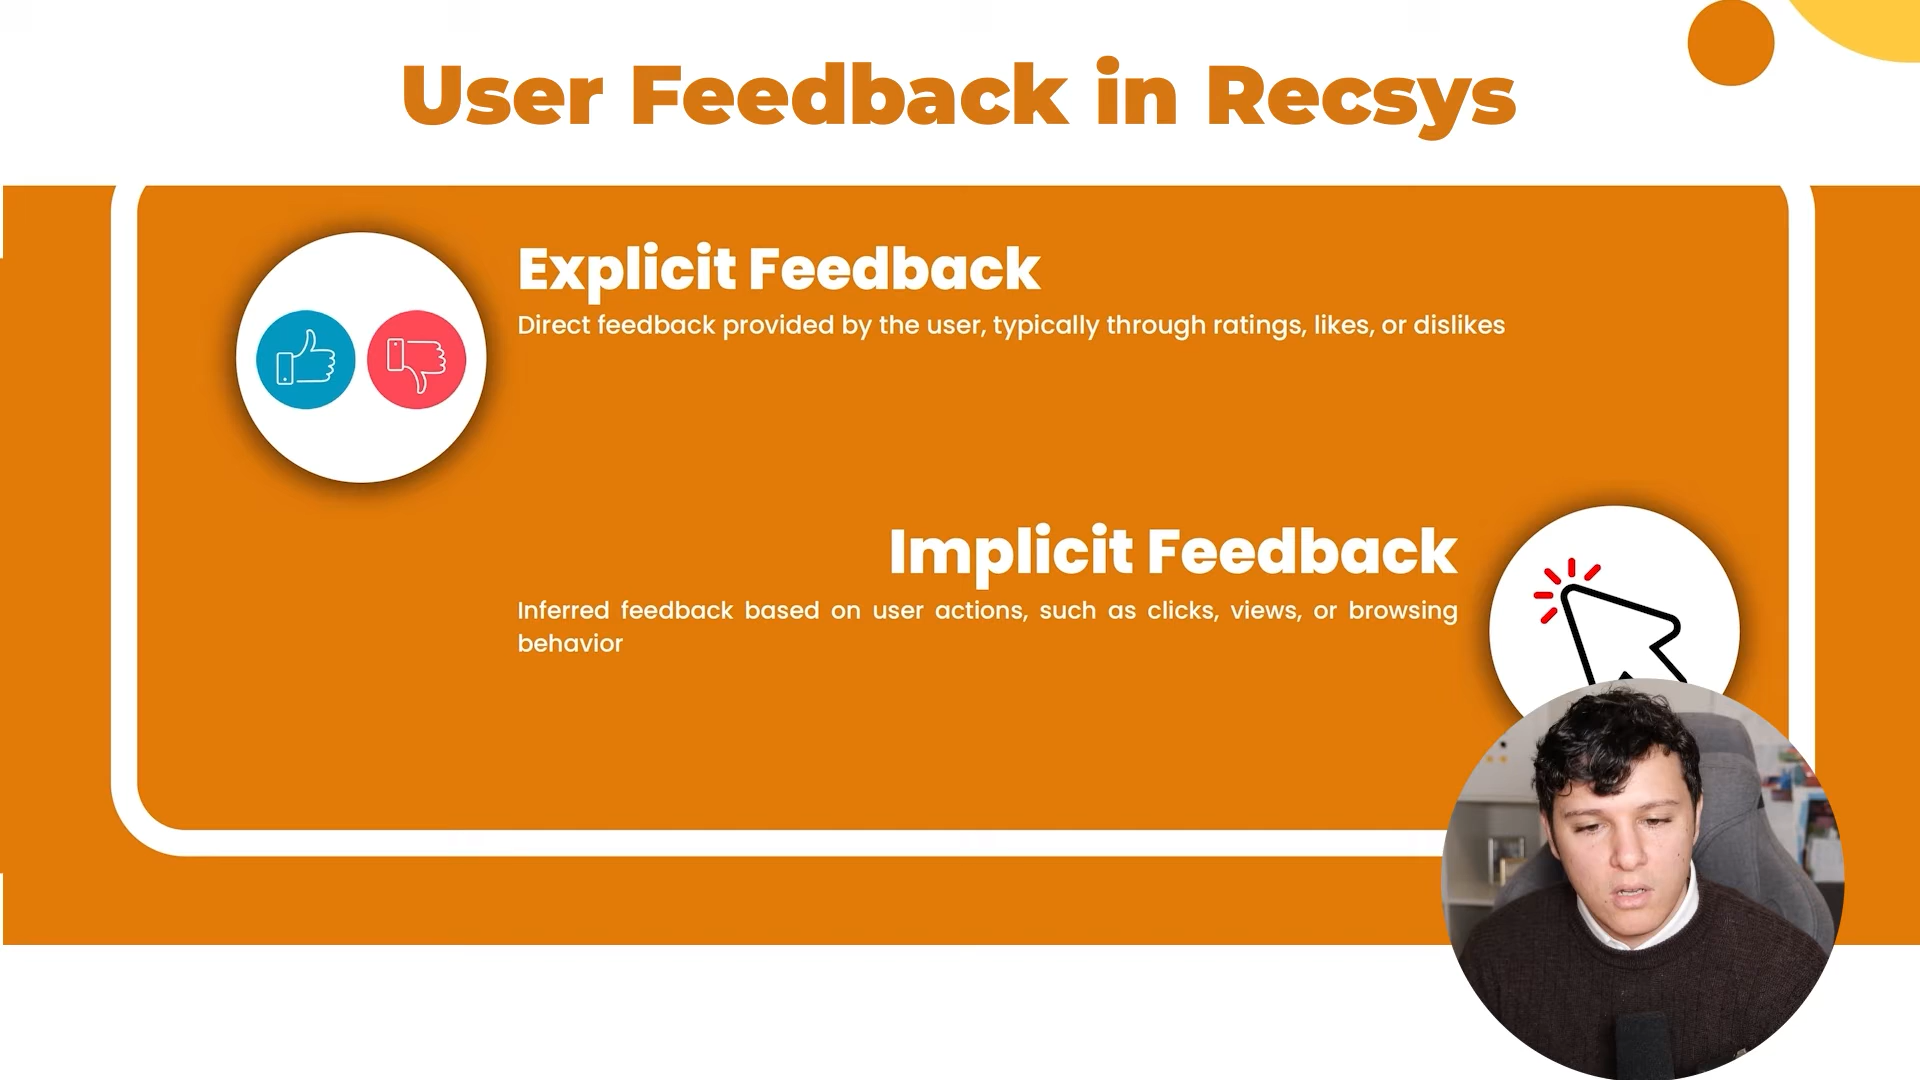 User Feedback in Recsys
Explicit Feedback
Direct feedback provided by the user, typically through ratings, likes, or dislikes
Implicit Feedback
Inferred feedback based on user actions, such as clicks, views, or browsing
behavior